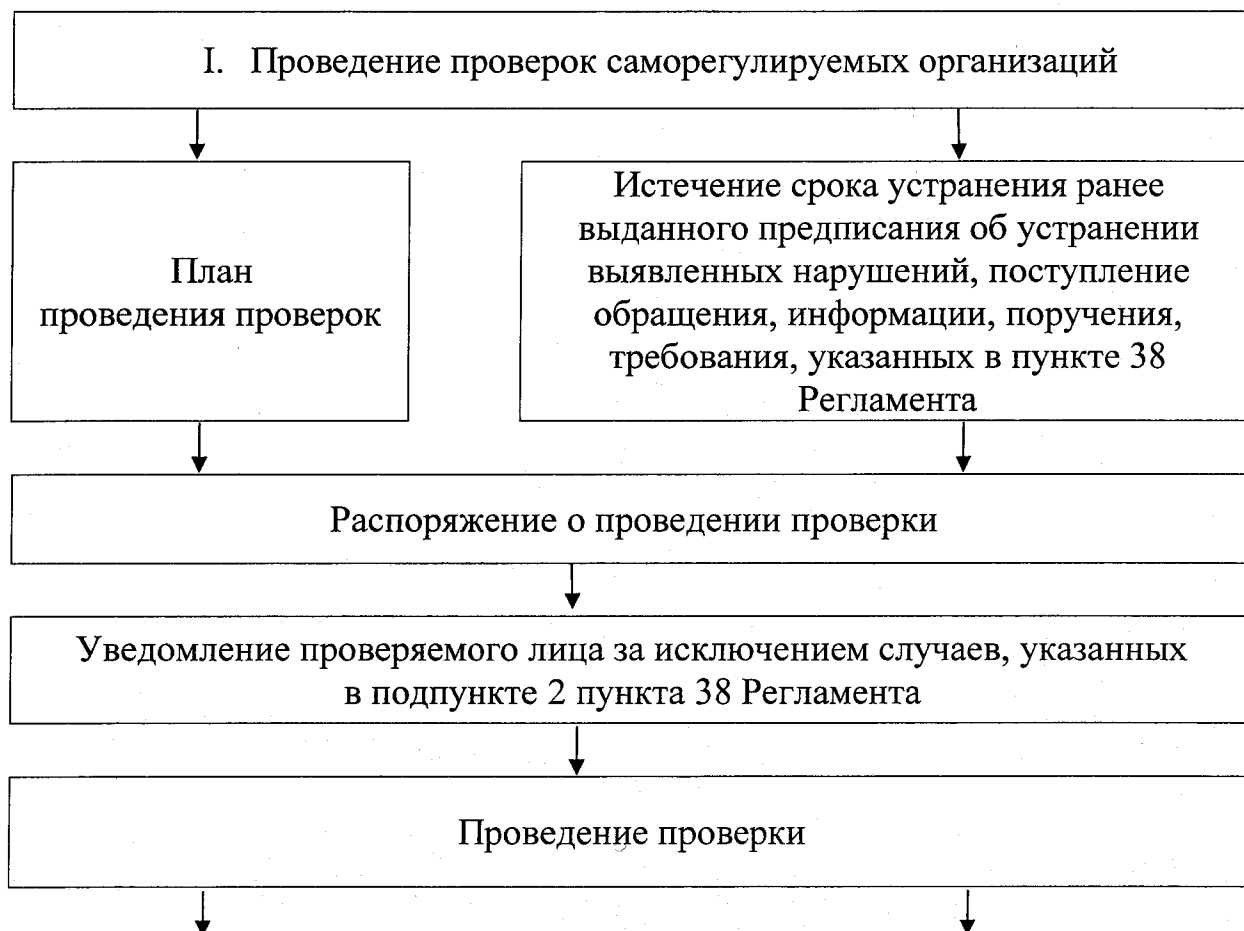 I. Проведение проверок саморегулируемых организаций
План
проведения проверок
Истечение срока устранения ранее
выданного предписания об устранении
выявленных нарушений, поступление
обращения, информации, поручения,
требования, указанных в пункте 38
Регламента
Распоряжение о проведении проверки
Уведомление проверяемого лица за исключением случаев, указанных
в подпункте 2 пункта 38 Регламента
Проведение проверки